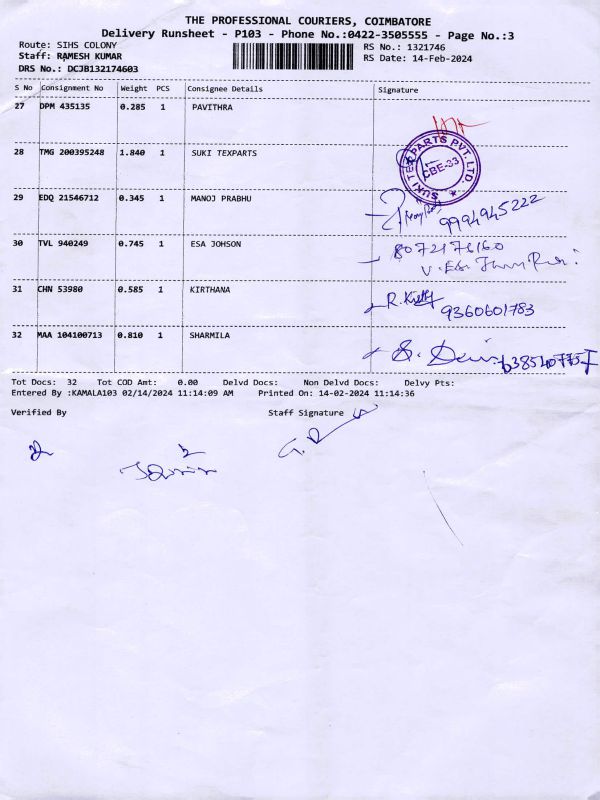 THE PROFESSIONAL COURIERS, COIMBATORE
Delivery Runsheet - P103 - Phone No.:0422-3505555 - Page No.:3
Route: SIHS COLONY
RS No.: 1321746
Staff: RAMESH KUMAR
RS Date: 14-Feb-2024
DRS No.: DCJB132174603
S No Consignment No Weight PCS Consignee Details Signature
27 DPM 435135 0.285 1 PAVITHRA
28 TMG 200395248 1.840 1 SUKI TEXPARTS
SUKI TEXPARTS PVT. LTD.
CBE-33
29 EDQ 21546712 0.345 1 MANOJ PRABHU
9994945222
30 TVL 940249 0.745 1 ESA JOHSON
8072176160
31 CHN 53980 0.585 1 KIRTHANA
R.
9360601783
32 MAA 104100713 0.810 1 SHARMILA
Tot Docs: 32 Tot COD Amt: 0.00 Delvd Docs: Non Delvd Docs: Delvy Pts:
Entered By :KAMALA103 02/14/2024 11:14:09 AM Printed On: 14-02-2024 11:14:36
Verified By Staff Signature